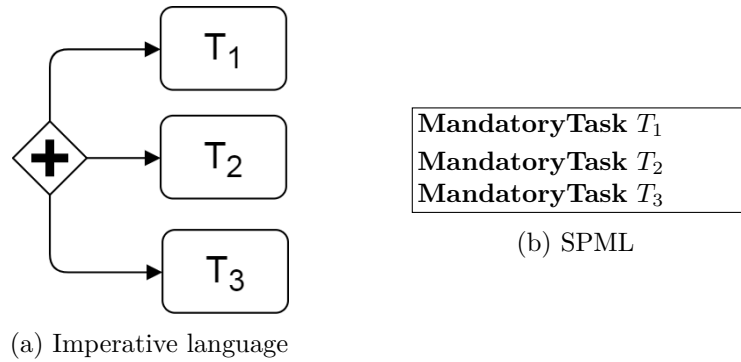 T₁
T₂
T₃
(a) Imperative language
MandatoryTask T₁
MandatoryTask T₂
MandatoryTask T₃
(b) SPML